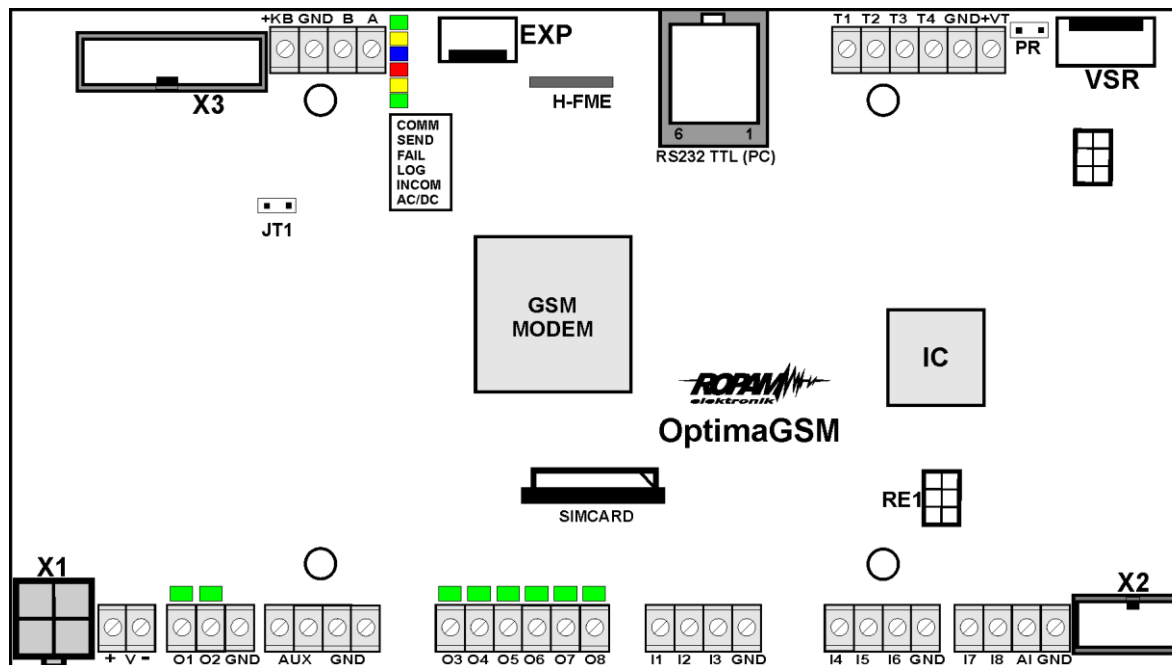 +KB GND B A
EXP
T1 T2 T3 T4 GND+VT
PR
VSR
X3
H-FME
6 1
RS232 TTL (PC)
COMM
SEND
FAIL
LOG
INCOM
AC/DC
JT1
GSM
MODEM
IC
ROPAM
elektronik
OptimaGSM
SIMCARD
RE1
X1
X2
+ V -
O1 O2 GND
AUX GND
O3 O4 O5 O6 O7 O8
I1 I2 I3 GND
I4 I5 I6 GND
I7 I8 AI GND